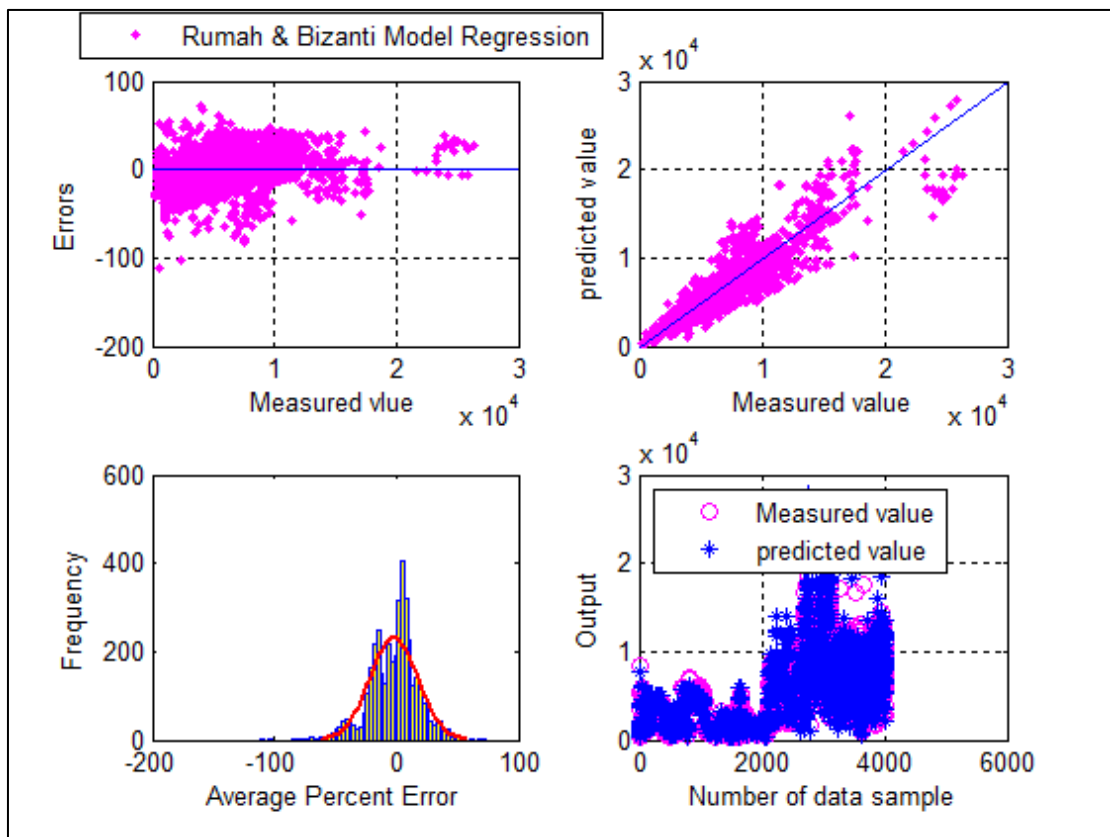 Rumah & Bizanti Model Regression
100
0
-100
-200
Errors
0 1 2 3
Measured vlue
x 10^4
x 10^4
3
2
1
0
predicted value
0 1 2 3
Measured value
x 10^4
600
400
200
0
Frequency
-200 -100 0 100
Average Percent Error
x 10^4
3
2
1
0
Output
Measured value
predicted value
0 2000 4000 6000
Number of data sample